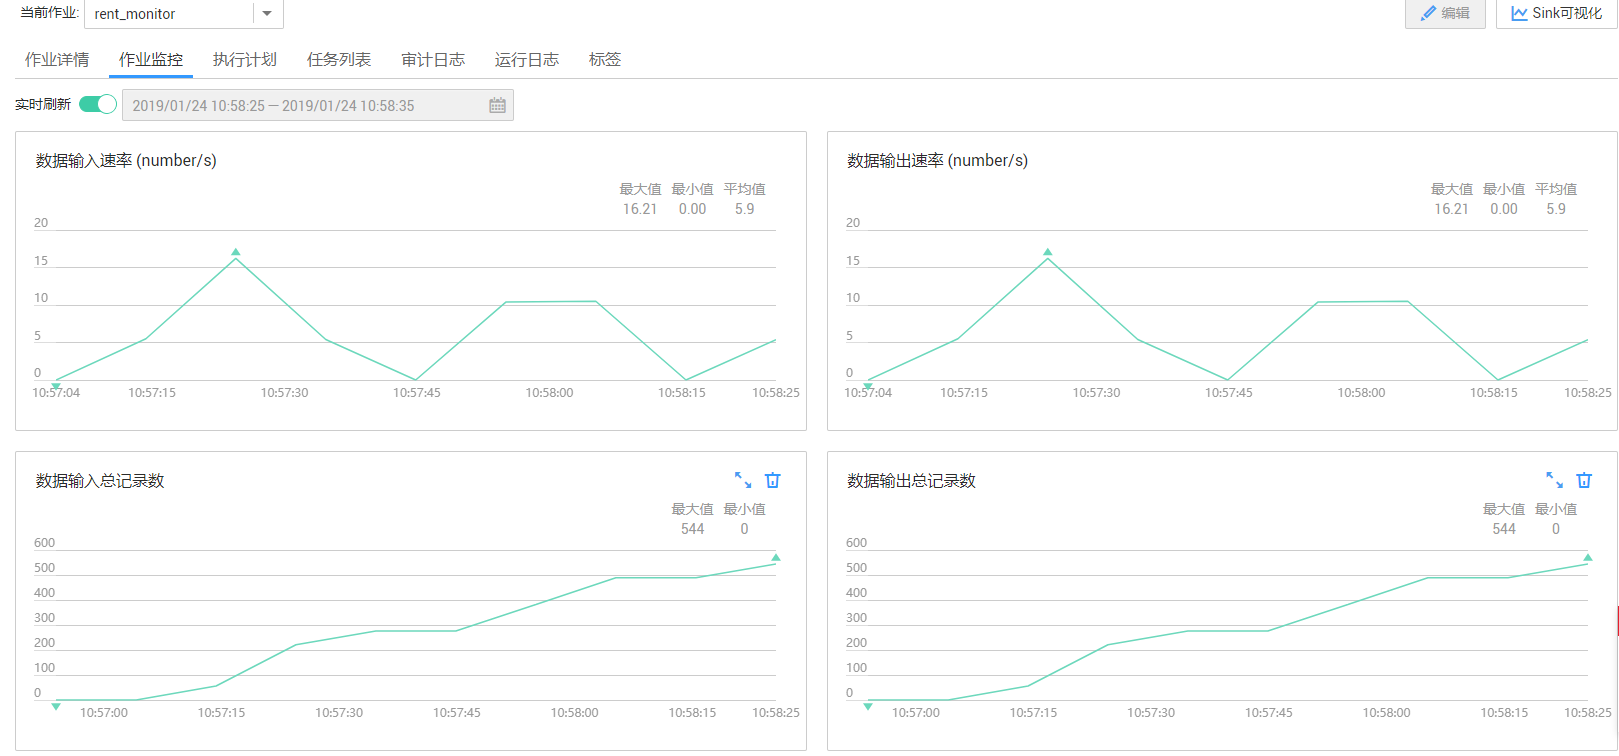 当前作业: rent_monitor 编辑 Sink可视化
作业详情 作业监控 执行计划 任务列表 审计日志 运行日志 标签
实时刷新 2019/01/24 10:58:25 — 2019/01/24 10:58:35
数据输入速率 (number/s)
最大值 最小值 平均值
16.21 0.00 5.9
20
15
10
5
0
10:57:04 10:57:15 10:57:30 10:57:45 10:58:00 10:58:15 10:58:25
数据输出速率 (number/s)
最大值 最小值 平均值
16.21 0.00 5.9
20
15
10
5
0
10:57:04 10:57:15 10:57:30 10:57:45 10:58:00 10:58:15 10:58:25
数据输入总记录数
最大值 最小值
544 0
600
500
400
300
200
100
0
10:57:00 10:57:15 10:57:30 10:57:45 10:58:00 10:58:15 10:58:25
数据输出总记录数
最大值 最小值
544 0
600
500
400
300
200
100
0
10:57:00 10:57:15 10:57:30 10:57:45 10:58:00 10:58:15 10:58:25